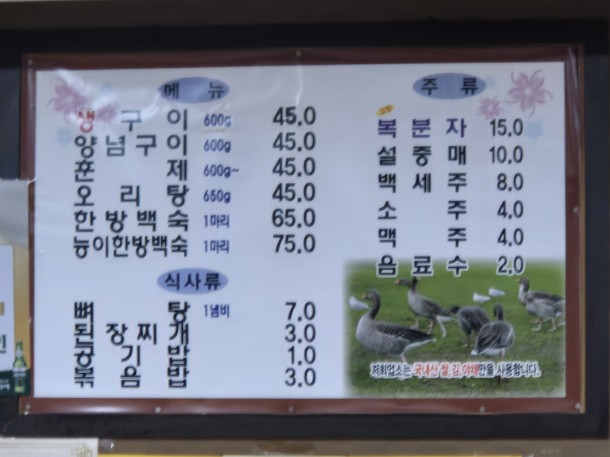 메 뉴
생 구 이 600g 45.0
양념구이 600g 45.0
훈 제 600g~ 45.0
오 리 탕 650g 45.0
한방백숙 1마리 65.0
능이한방백숙 1마리 75.0
식사류
뼈 탕 1냄비 7.0
된장찌개 3.0
공 기 밥 1.0
볶 음 밥 3.0
주 류
복 분 자 15.0
설 중 매 10.0
백 세 주 8.0
소 주 4.0
맥 주 4.0
음 료 수 2.0
저희업소는 국내산 쌀,김,야채만을 사용합니다.